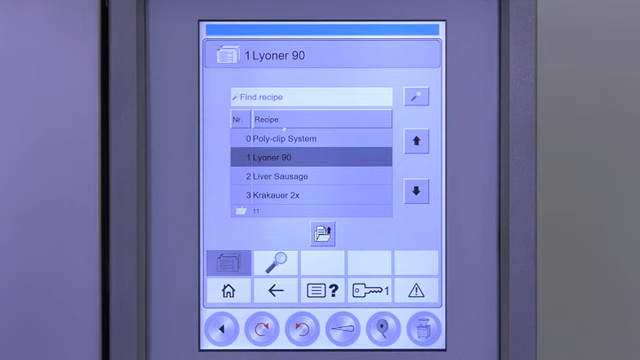 1 Lyoner 90
Find recipe
Nr. Recipe
0 Poly-clip System
1 Lyoner 90
2 Liver Sausage
3 Krakauer 2x
11
?
1